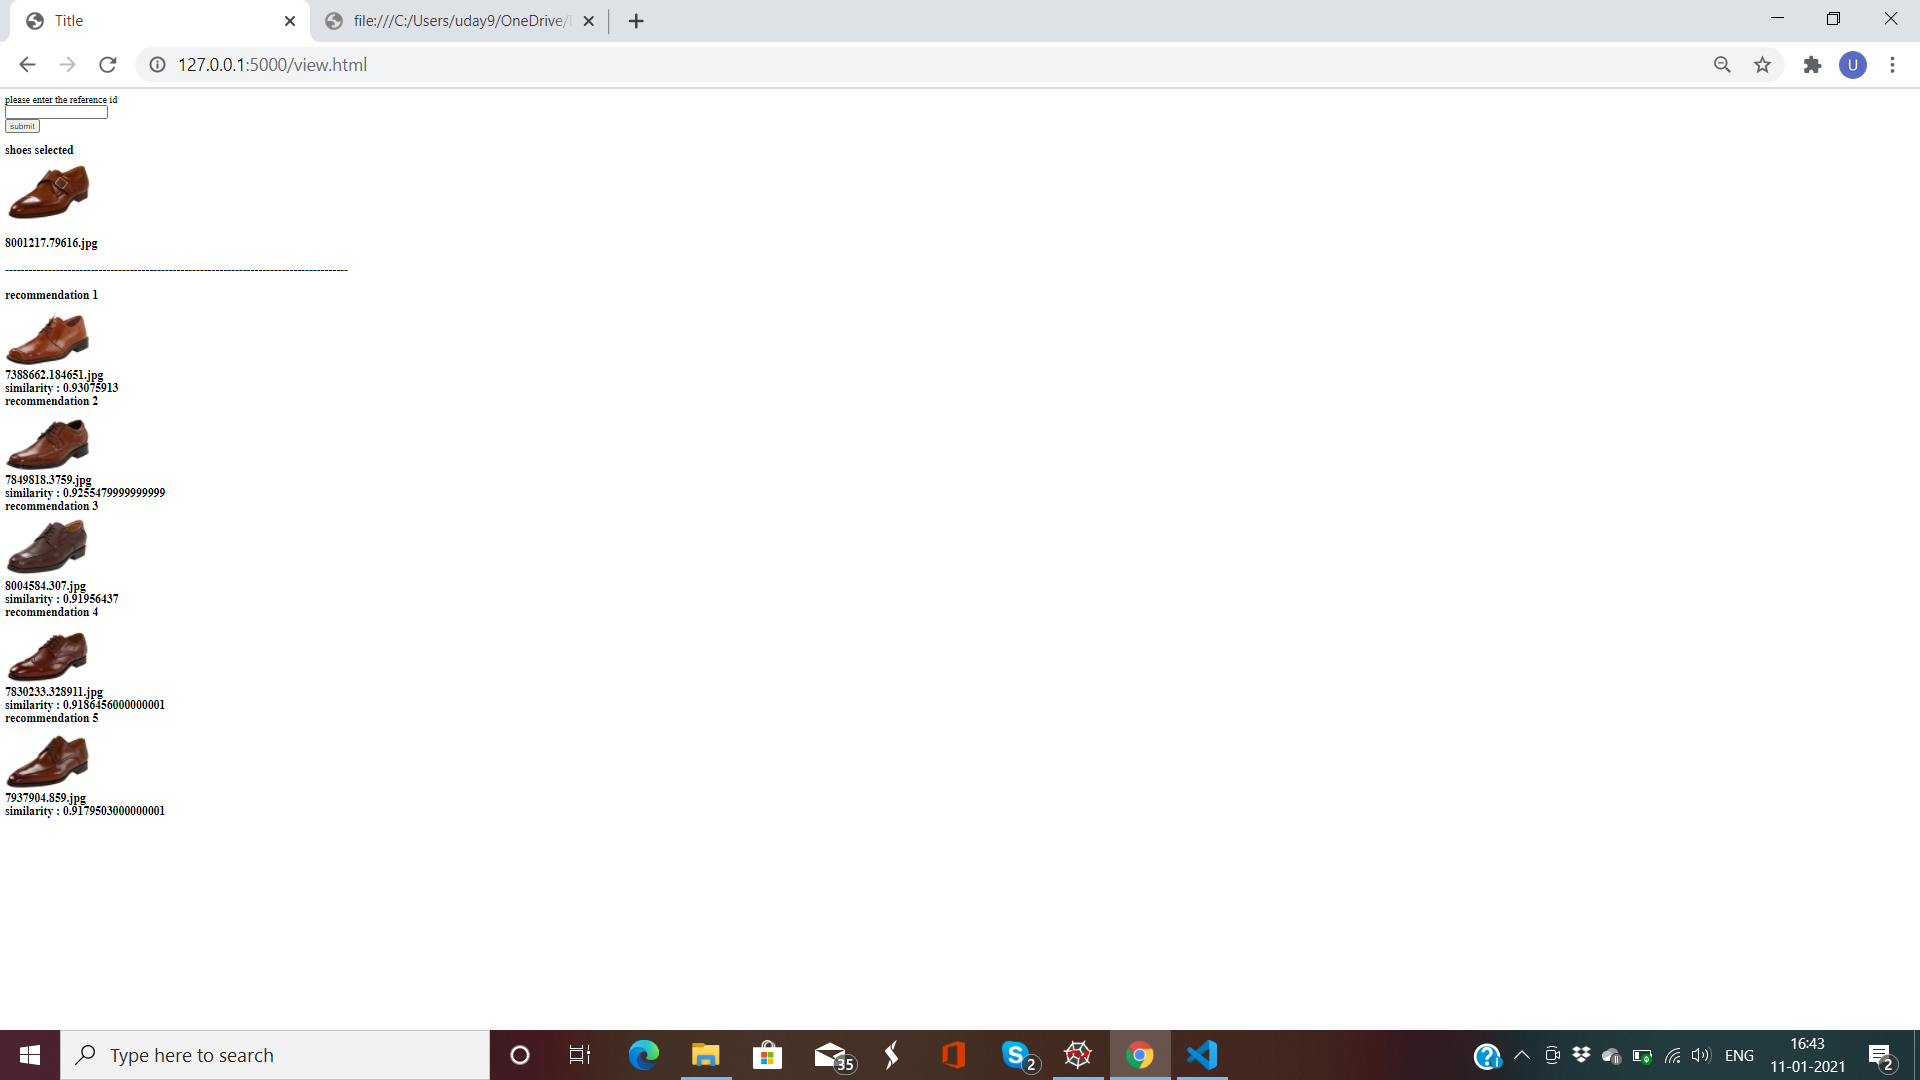 Title
file:///C:/Users/uday9/OneDrive/
127.0.0.1:5000/view.html
U
please enter the reference id
submit
shoes selected
8001217.79616.jpg
----------------------------------------------------------------------------------------
recommendation 1
7388662.184651.jpg
similarity : 0.93075913
recommendation 2
7849818.3759.jpg
similarity : 0.9255479999999999
recommendation 3
8004584.307.jpg
similarity : 0.91956437
recommendation 4
7830233.328911.jpg
similarity : 0.9186456000000001
recommendation 5
7937904.859.jpg
similarity : 0.9179503000000001
Type here to search
35
2
ENG
16:43
11-01-2021
2